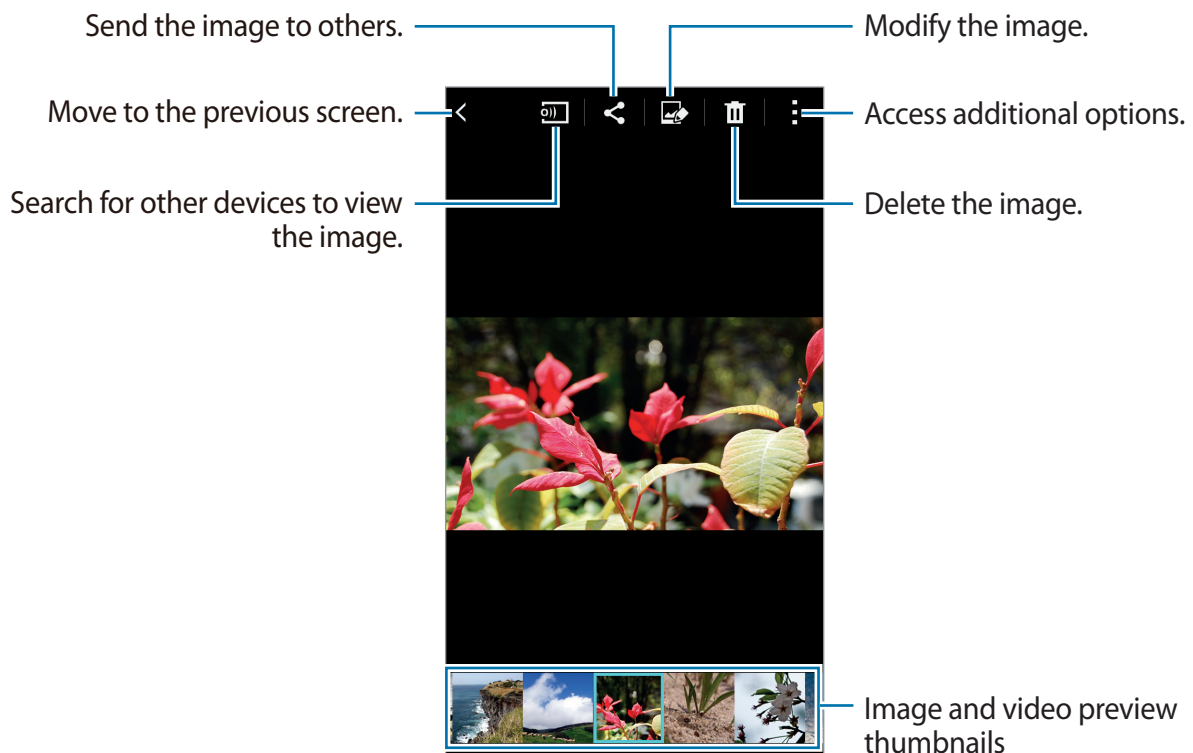 Send the image to others.
Modify the image.
Move to the previous screen.
Access additional options.
Search for other devices to view
the image.
Delete the image.
Image and video preview
thumbnails